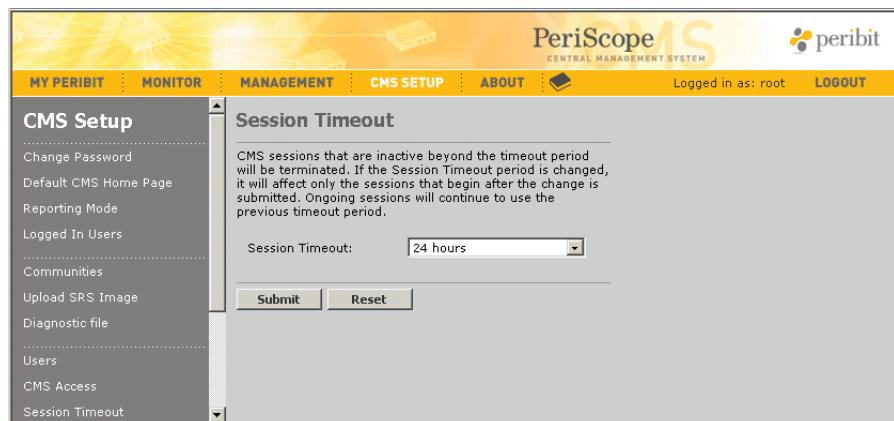 PeriScope
CENTRAL MANAGEMENT SYSTEM
CMS
peribit
MY PERIBIT
MONITOR
MANAGEMENT
CMS SETUP
ABOUT
Logged in as: root
LOGOUT
CMS Setup
Change Password
Default CMS Home Page
Reporting Mode
Logged In Users
Communities
Upload SRS Image
Diagnostic file
Users
CMS Access
Session Timeout
Session Timeout
CMS sessions that are inactive beyond the timeout period
will be terminated. If the Session Timeout period is changed,
it will affect only the sessions that begin after the change is
submitted. Ongoing sessions will continue to use the
previous timeout period.
Session Timeout: 24 hours
Submit
Reset